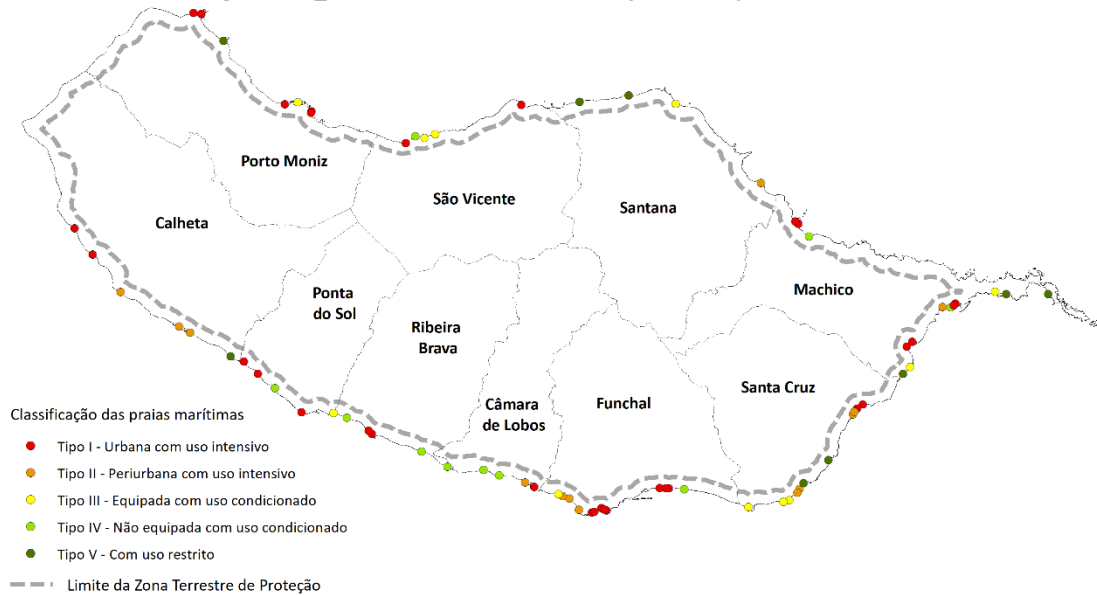 Porto Moniz
São Vicente
Santana
Calheta
Machico
Ponta
do Sol
Ribeira
Brava
Santa Cruz
Câmara
de Lobos
Funchal
Classificação das praias marítimas
Tipo I - Urbana com uso intensivo
Tipo II - Periurbana com uso intensivo
Tipo III - Equipada com uso condicionado
Tipo IV - Não equipada com uso condicionado
Tipo V - Com uso restrito
Limite da Zona Terrestre de Proteção